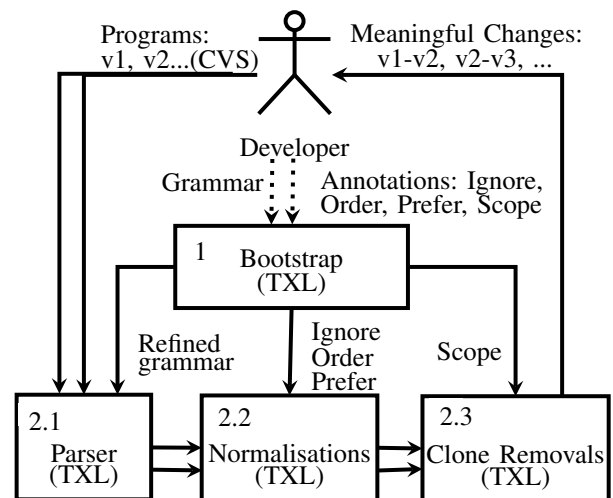 Programs:
v1, v2...(CVS)
Meaningful Changes:
v1-v2, v2-v3, ...
Developer
Grammar
Annotations: Ignore,
Order, Prefer, Scope
1
Bootstrap
(TXL)
Refined
grammar
Ignore
Order
Prefer
Scope
2.1
Parser
(TXL)
2.2
Normalisations
(TXL)
2.3
Clone Removals
(TXL)